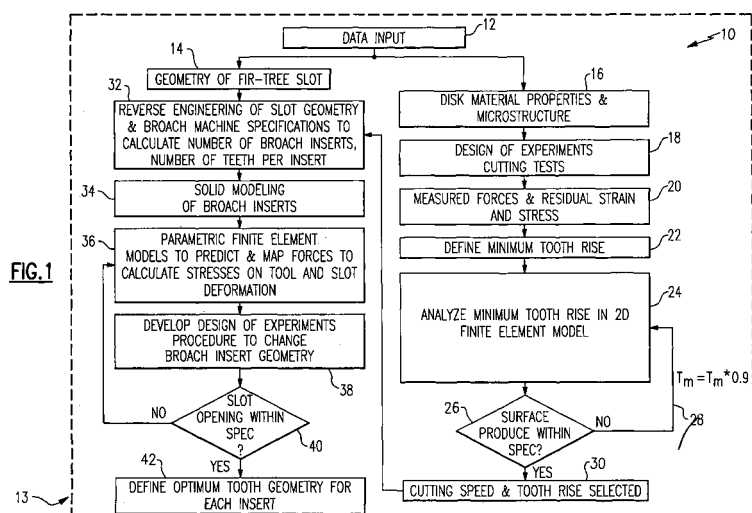 10
12
DATA INPUT
14
GEOMETRY OF FIR-TREE SLOT
32
REVERSE ENGINEERING OF SLOT GEOMETRY
& BROACH MACHINE SPECIFICATIONS TO
CALCULATE NUMBER OF BROACH INSERTS,
NUMBER OF TEETH PER INSERT
34
SOLID MODELING
OF BROACH INSERTS
36
PARAMETRIC FINITE ELEMENT
MODELS TO PREDICT & MAP FORCES TO
CALCULATE STRESSES ON TOOL AND SLOT
DEFORMATION
DEVELOP DESIGN OF EXPERIMENTS
PROCEDURE TO CHANGE
BROACH INSERT GEOMETRY
38
NO
SLOT
OPENING WITHIN
SPEC
?
40
YES
42
DEFINE OPTIMUM TOOTH GEOMETRY FOR
EACH INSERT
13
FIG.1
16
DISK MATERIAL PROPERTIES &
MICROSTRUCTURE
18
DESIGN OF EXPERIMENTS
CUTTING TESTS
20
MEASURED FORCES & RESIDUAL STRAIN
AND STRESS
22
DEFINE MINIMUM TOOTH RISE
24
ANALYZE MINIMUM TOOTH RISE IN 2D
FINITE ELEMENT MODEL
Tm=Tm*0.9
26
SURFACE
PRODUCE WITHIN
SPEC?
NO
28
YES
30
CUTTING SPEED & TOOTH RISE SELECTED